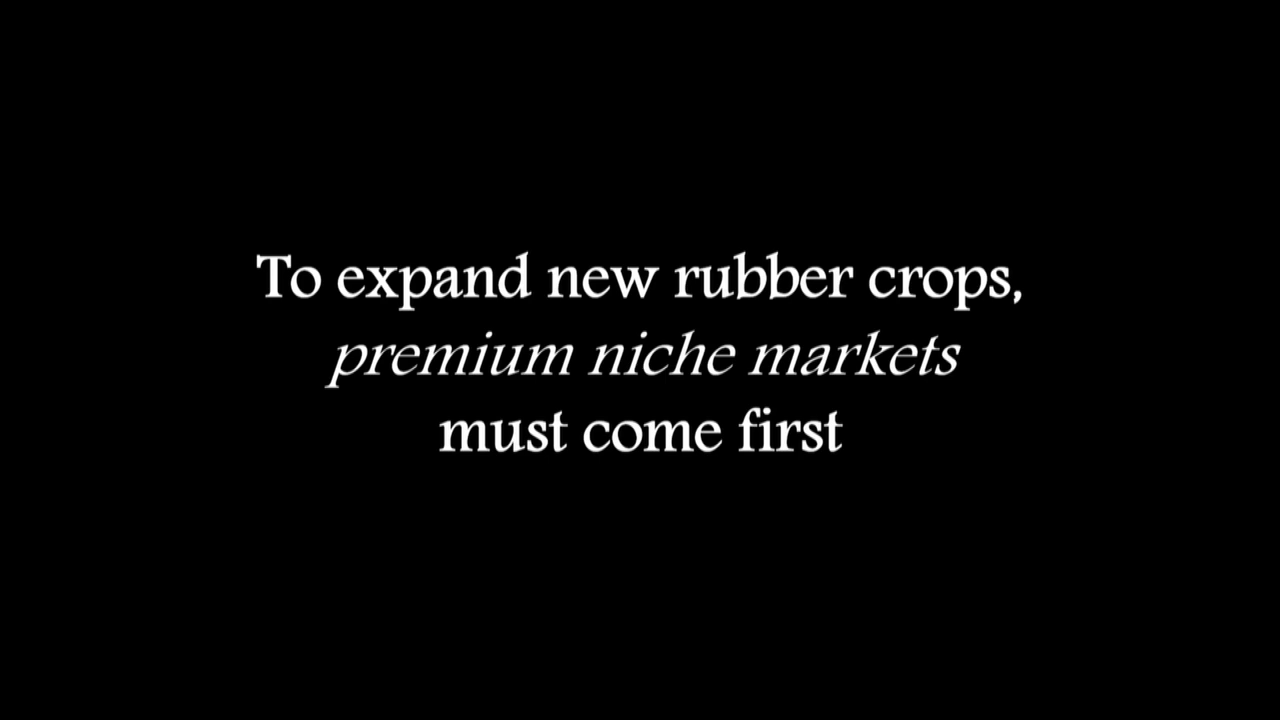 To expand new rubber crops,
premium niche markets
must come first